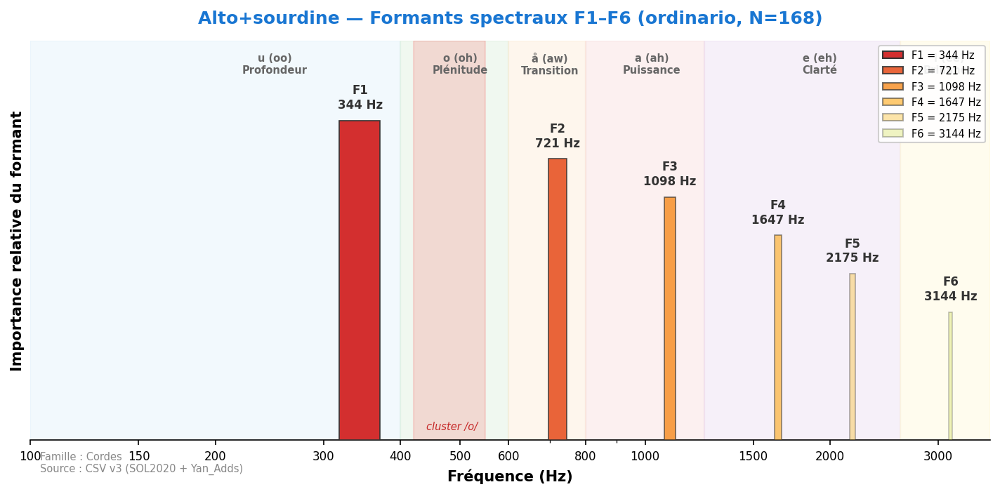 Alto+sourdine — Formants spectraux F1–F6 (ordinario, N=168)
u (oo)
Profondeur
o (oh)
Plénitude
å (aw)
Transition
a (ah)
Puissance
e (eh)
Clarté
F1 = 344 Hz
F2 = 721 Hz
F3 = 1098 Hz
F4 = 1647 Hz
F5 = 2175 Hz
F6 = 3144 Hz
F1
344 Hz
F2
721 Hz
F3
1098 Hz
F4
1647 Hz
F5
2175 Hz
F6
3144 Hz
cluster /o/
Importance relative du formant
100 150 200 300 400 500 600 800 1000 1500 2000 3000
Famille : Cordes
Source : CSV v3 (SOL2020 + Yan_Adds)
Fréquence (Hz)